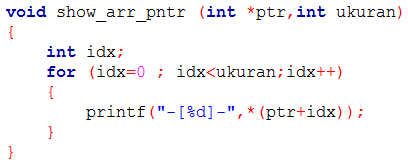 void show_arr_pntr (int *ptr,int ukuran)
{
    int idx;
    for (idx=0 ; idx<ukuran;idx++)
    {
        printf("-[%d]-",*(ptr+idx));
    }
}